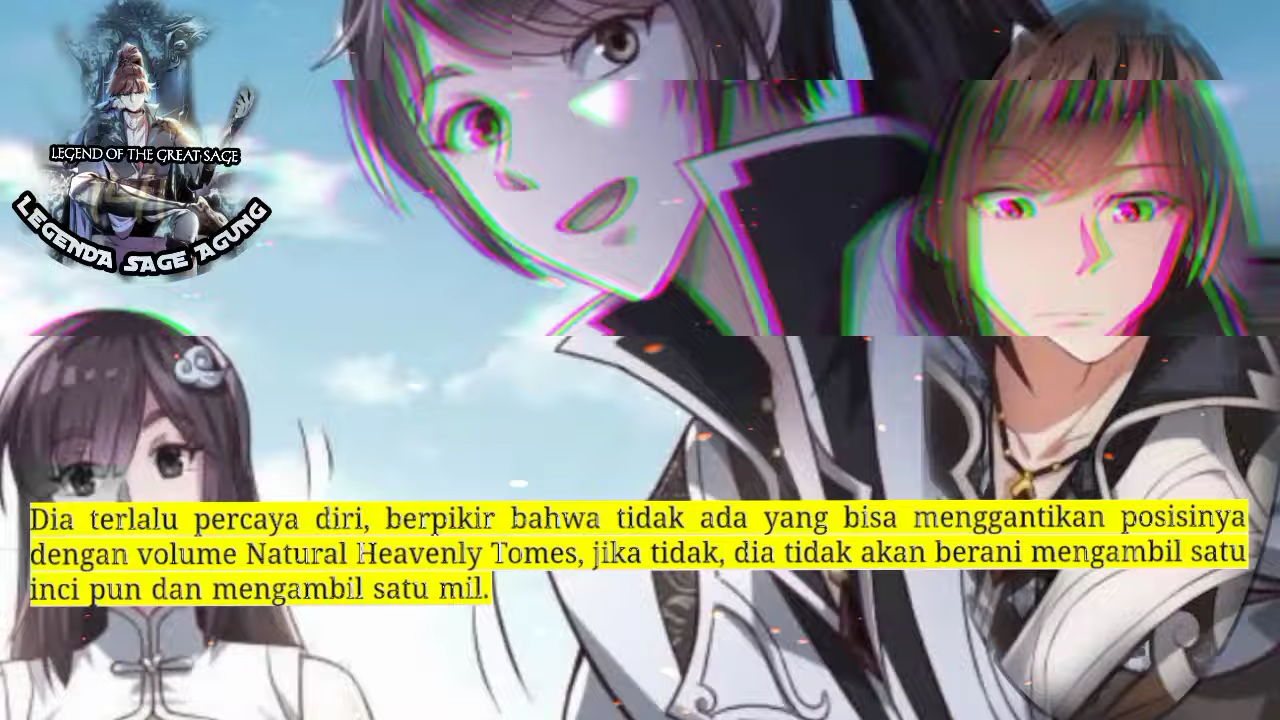 LEGEND OF THE GREAT SAGE
LEGENDA SAGE AGUNG
Dia terlalu percaya diri, berpikir bahwa tidak ada yang bisa menggantikan posisinya
dengan volume Natural Heavenly Tomes, jika tidak, dia tidak akan berani mengambil satu
inci pun dan mengambil satu mil.